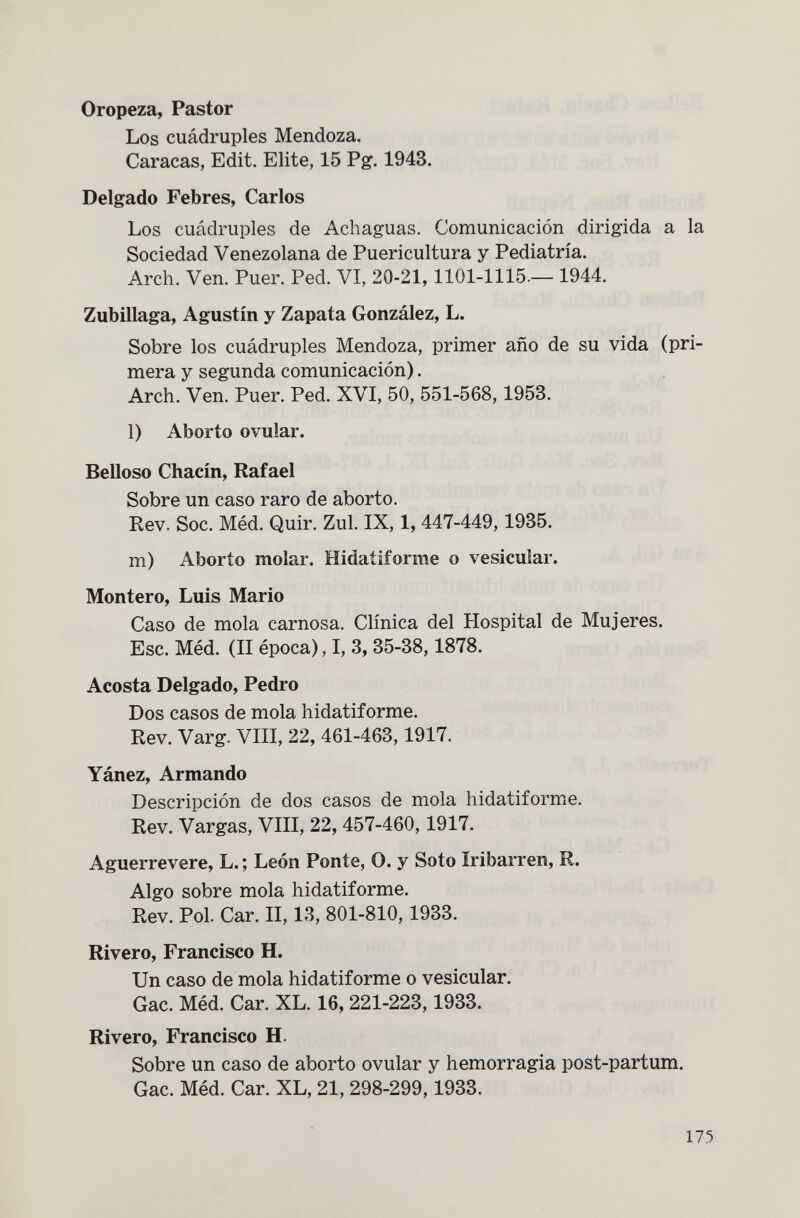 Oropeza, Pastor
Los cuádruples Mendoza.
Caracas, Edit. Elite, 15 Pg. 1943.
Delgado Febres, Carlos
Los cuádruples de Achaguas. Comunicación dirigida a la
Sociedad Venezolana de Puericultura y Pediatría.
Arch. Ven. Puer. Ped. VI, 20-21, 1101-1115.— 1944.
Zubillaga, Agustín y Zapata González, L.
Sobre los cuádruples Mendoza, primer año de su vida (pri-
mera y segunda comunicación).
Arch. Ven. Puer. Ped. XVI, 50, 551-568, 1953.
l) Aborto ovular.
Belloso Chacín, Rafael
Sobre un caso raro de aborto.
Rev. Soc. Méd. Quir. Zul. IX, 1, 447-449, 1935.
m) Aborto molar. Hidatiforme o vesicular.
Montero, Luis Mario
Caso de mola carnosa. Clínica del Hospital de Mujeres.
Esc. Méd. (II época), I, 3, 35-38, 1878.
Acosta Delgado, Pedro
Dos casos de mola hidatiforme.
Rev. Varg. VIII, 22, 461-463, 1917.
Yánez, Armando
Descripción de dos casos de mola hidatiforme.
Rev. Vargas, VIII, 22, 457-460, 1917.
Aguerrevere, L.; León Ponte, O. y Soto Iribarren, R.
Algo sobre mola hidatiforme.
Rev. Pol. Car. II, 13, 801-810, 1933.
Rivero, Francisco H.
Un caso de mola hidatiforme o vesicular.
Gac. Méd. Car. XL. 16, 221-223, 1933.
Rivero, Francisco H.
Sobre un caso de aborto ovular y hemorragia post-partum.
Gac. Méd. Car. XL, 21, 298-299, 1933.
175